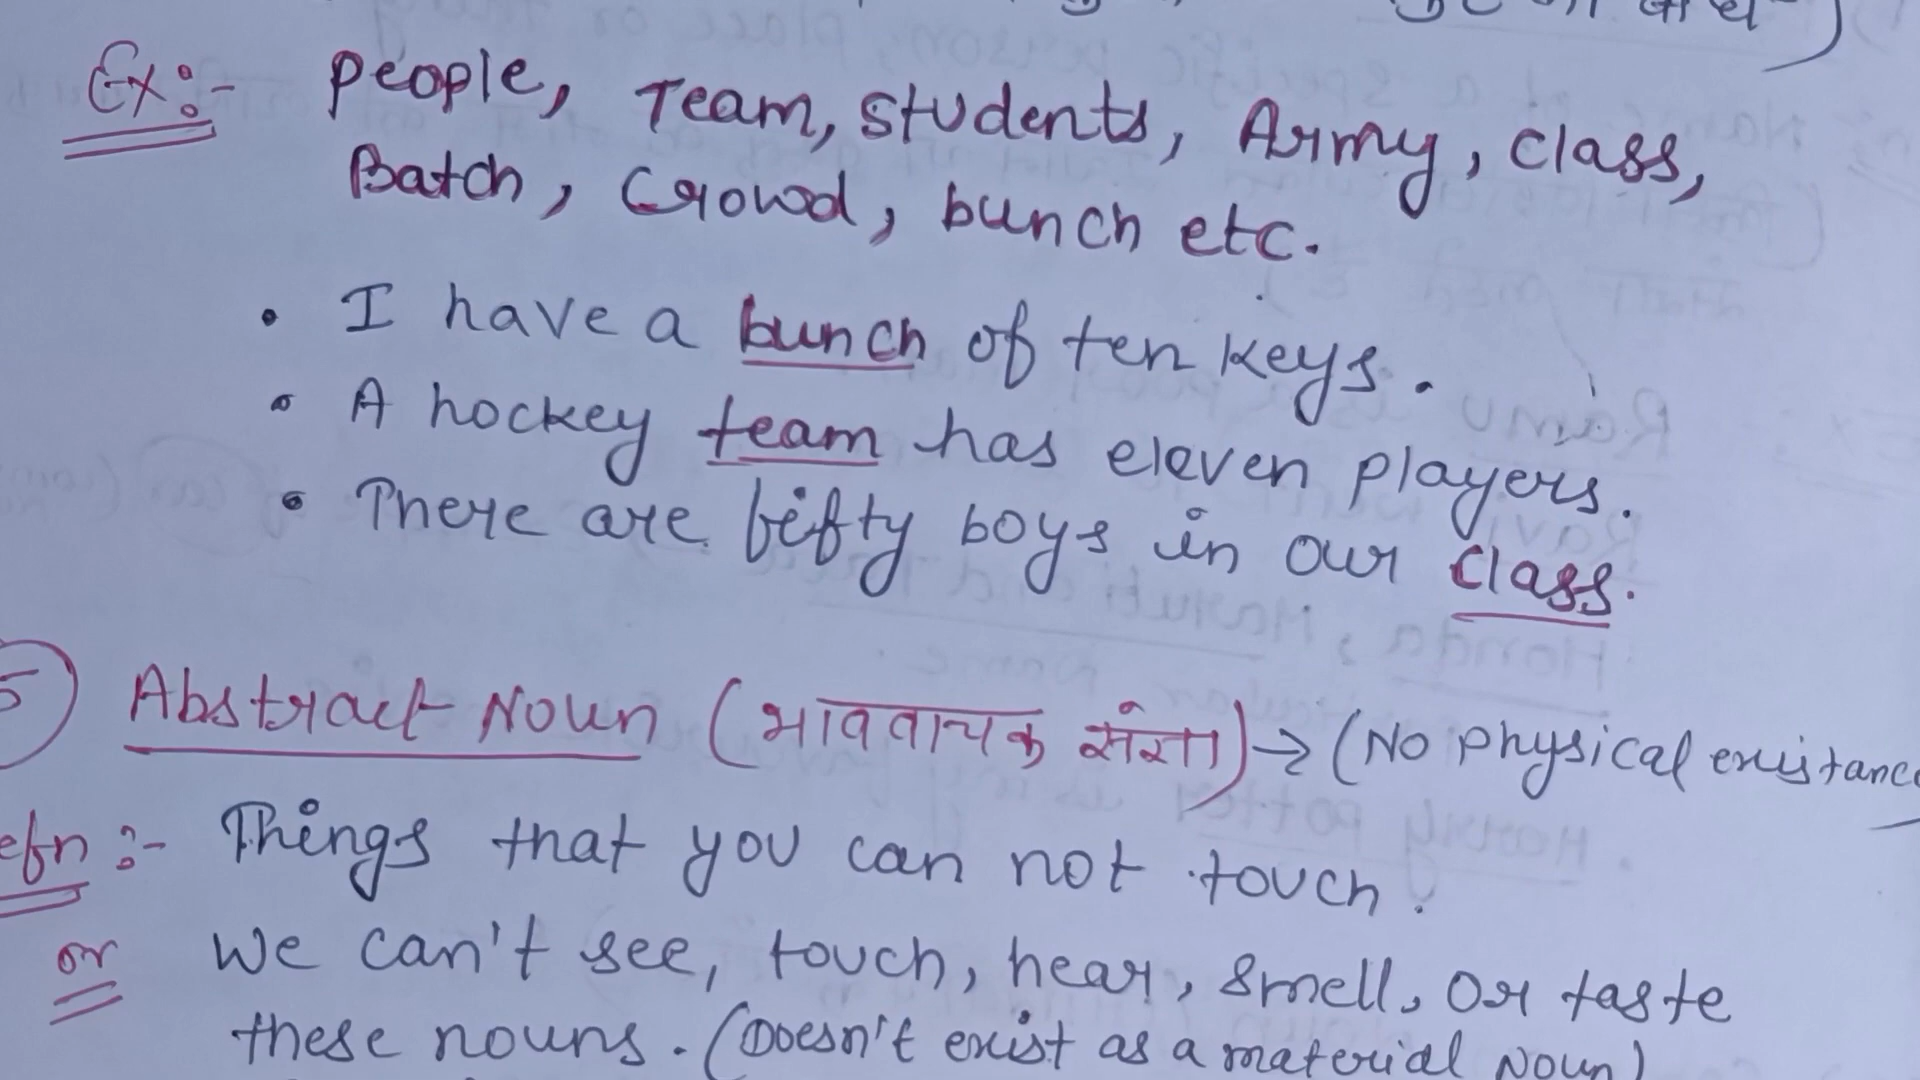 Ex:- People, Team, students, Army, class,
Batch, Crowd, bunch etc.
• I have a bunch of ten keys.
• A hockey team has eleven players.
• There are fifty boys in our class.
5) Abstract Noun (भाववाचक संज्ञा) → (No physical existance
efn :- Things that you can not touch.
or We can't see, touch, hear, smell, Or taste
these nouns. (Doesn't exist as a material Noun)